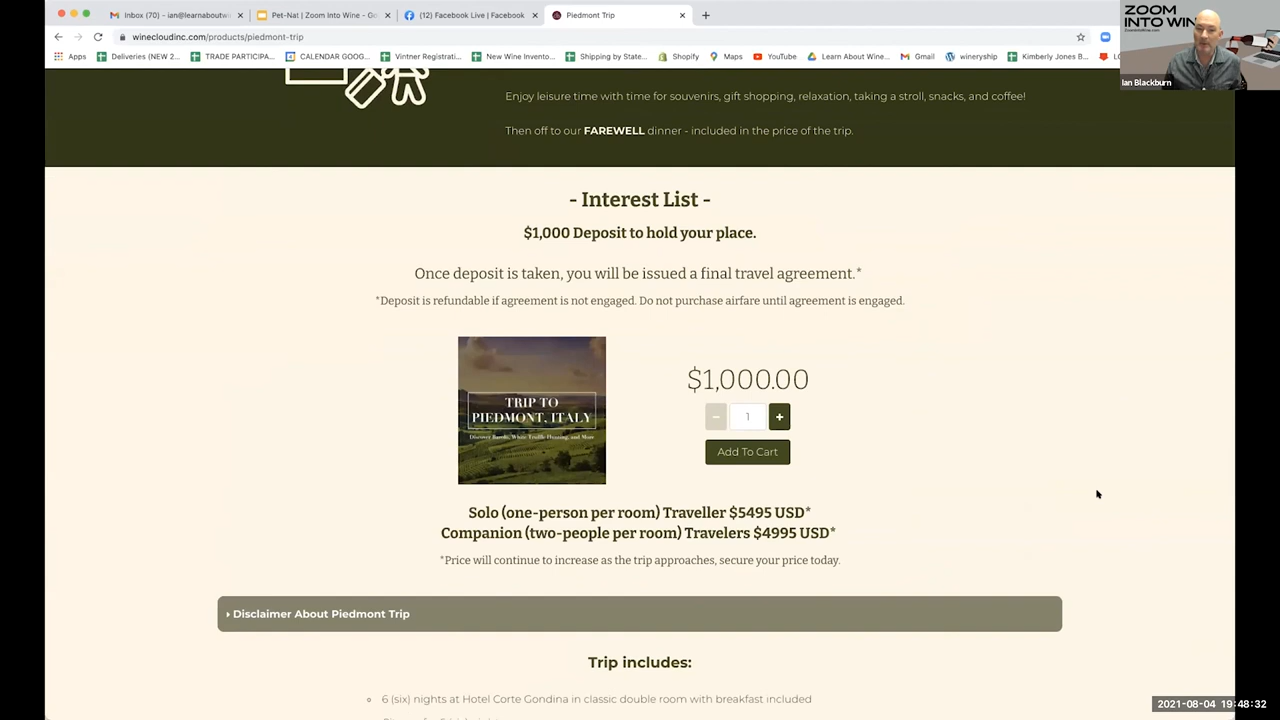 Inbox (70) - ian@learnaboutw
Pet-Nat | Zoom Into Wine - Go
(12) Facebook Live | Facebook
Piedmont Trip
winecloudinc.com/products/piedmont-trip
Apps
Deliveries (NEW 2...
TRADE PARTICIPA...
CALENDAR GOOG...
Vintner Registrati...
New Wine Invento...
Shipping by State...
Shopify
Maps
YouTube
Learn About Wine...
Gmail
wineryship
Kimberly Jones B...
ZOOM
INTO WIN
ZoomIntoWine.com
Ian Blackburn
Enjoy leisure time with time for souvenirs, gift shopping, relaxation, taking a stroll, snacks, and coffee!
Then off to our FAREWELL dinner - included in the price of the trip.
- Interest List -
$1,000 Deposit to hold your place.
Once deposit is taken, you will be issued a final travel agreement.*
*Deposit is refundable if agreement is not engaged. Do not purchase airfare until agreement is engaged.
TRIP TO
PIEDMONT, ITALY
Discover Barolo, White Truffle Hunting, and More
$1,000.00
− 1 +
Add To Cart
Solo (one-person per room) Traveller $5495 USD*
Companion (two-people per room) Travelers $4995 USD*
*Price will continue to increase as the trip approaches, secure your price today.
Disclaimer About Piedmont Trip
Trip includes:
6 (six) nights at Hotel Corte Gondina in classic double room with breakfast included
2021-08-04 19:48:32